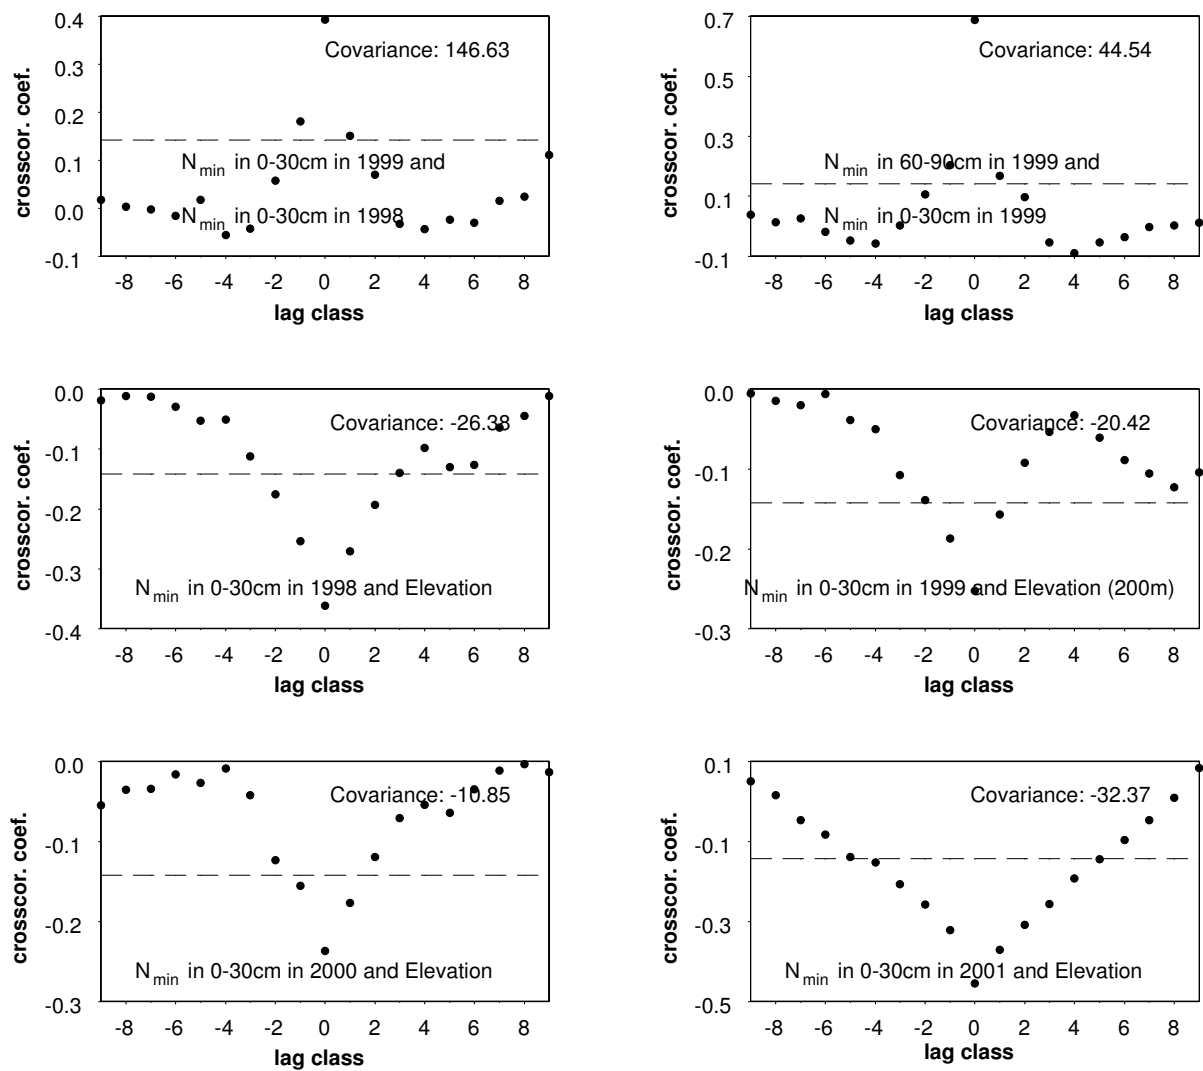 0.4
0.3
0.2
0.1
0.0
-0.1
crosscor. coef.
Covariance: 146.63
Nmin in 0-30cm in 1999 and
Nmin in 0-30cm in 1998
-8 -6 -4 -2 0 2 4 6 8
lag class
0.7
0.5
0.3
0.1
-0.1
crosscor. coef.
Covariance: 44.54
Nmin in 60-90cm in 1999 and
Nmin in 0-30cm in 1999
-8 -6 -4 -2 0 2 4 6 8
lag class
0.0
-0.1
-0.2
-0.3
-0.4
crosscor. coef.
Covariance: -26.38
Nmin in 0-30cm in 1998 and Elevation
-8 -6 -4 -2 0 2 4 6 8
lag class
0.0
-0.1
-0.2
-0.3
crosscor. coef.
Covariance: -20.42
Nmin in 0-30cm in 1999 and Elevation (200m)
-8 -6 -4 -2 0 2 4 6 8
lag class
0.0
-0.1
-0.2
-0.3
crosscor. coef.
Covariance: -10.85
Nmin in 0-30cm in 2000 and Elevation
-8 -6 -4 -2 0 2 4 6 8
lag class
0.1
-0.1
-0.3
-0.5
crosscor. coef.
Covariance: -32.37
Nmin in 0-30cm in 2001 and Elevation
-8 -6 -4 -2 0 2 4 6 8
lag class